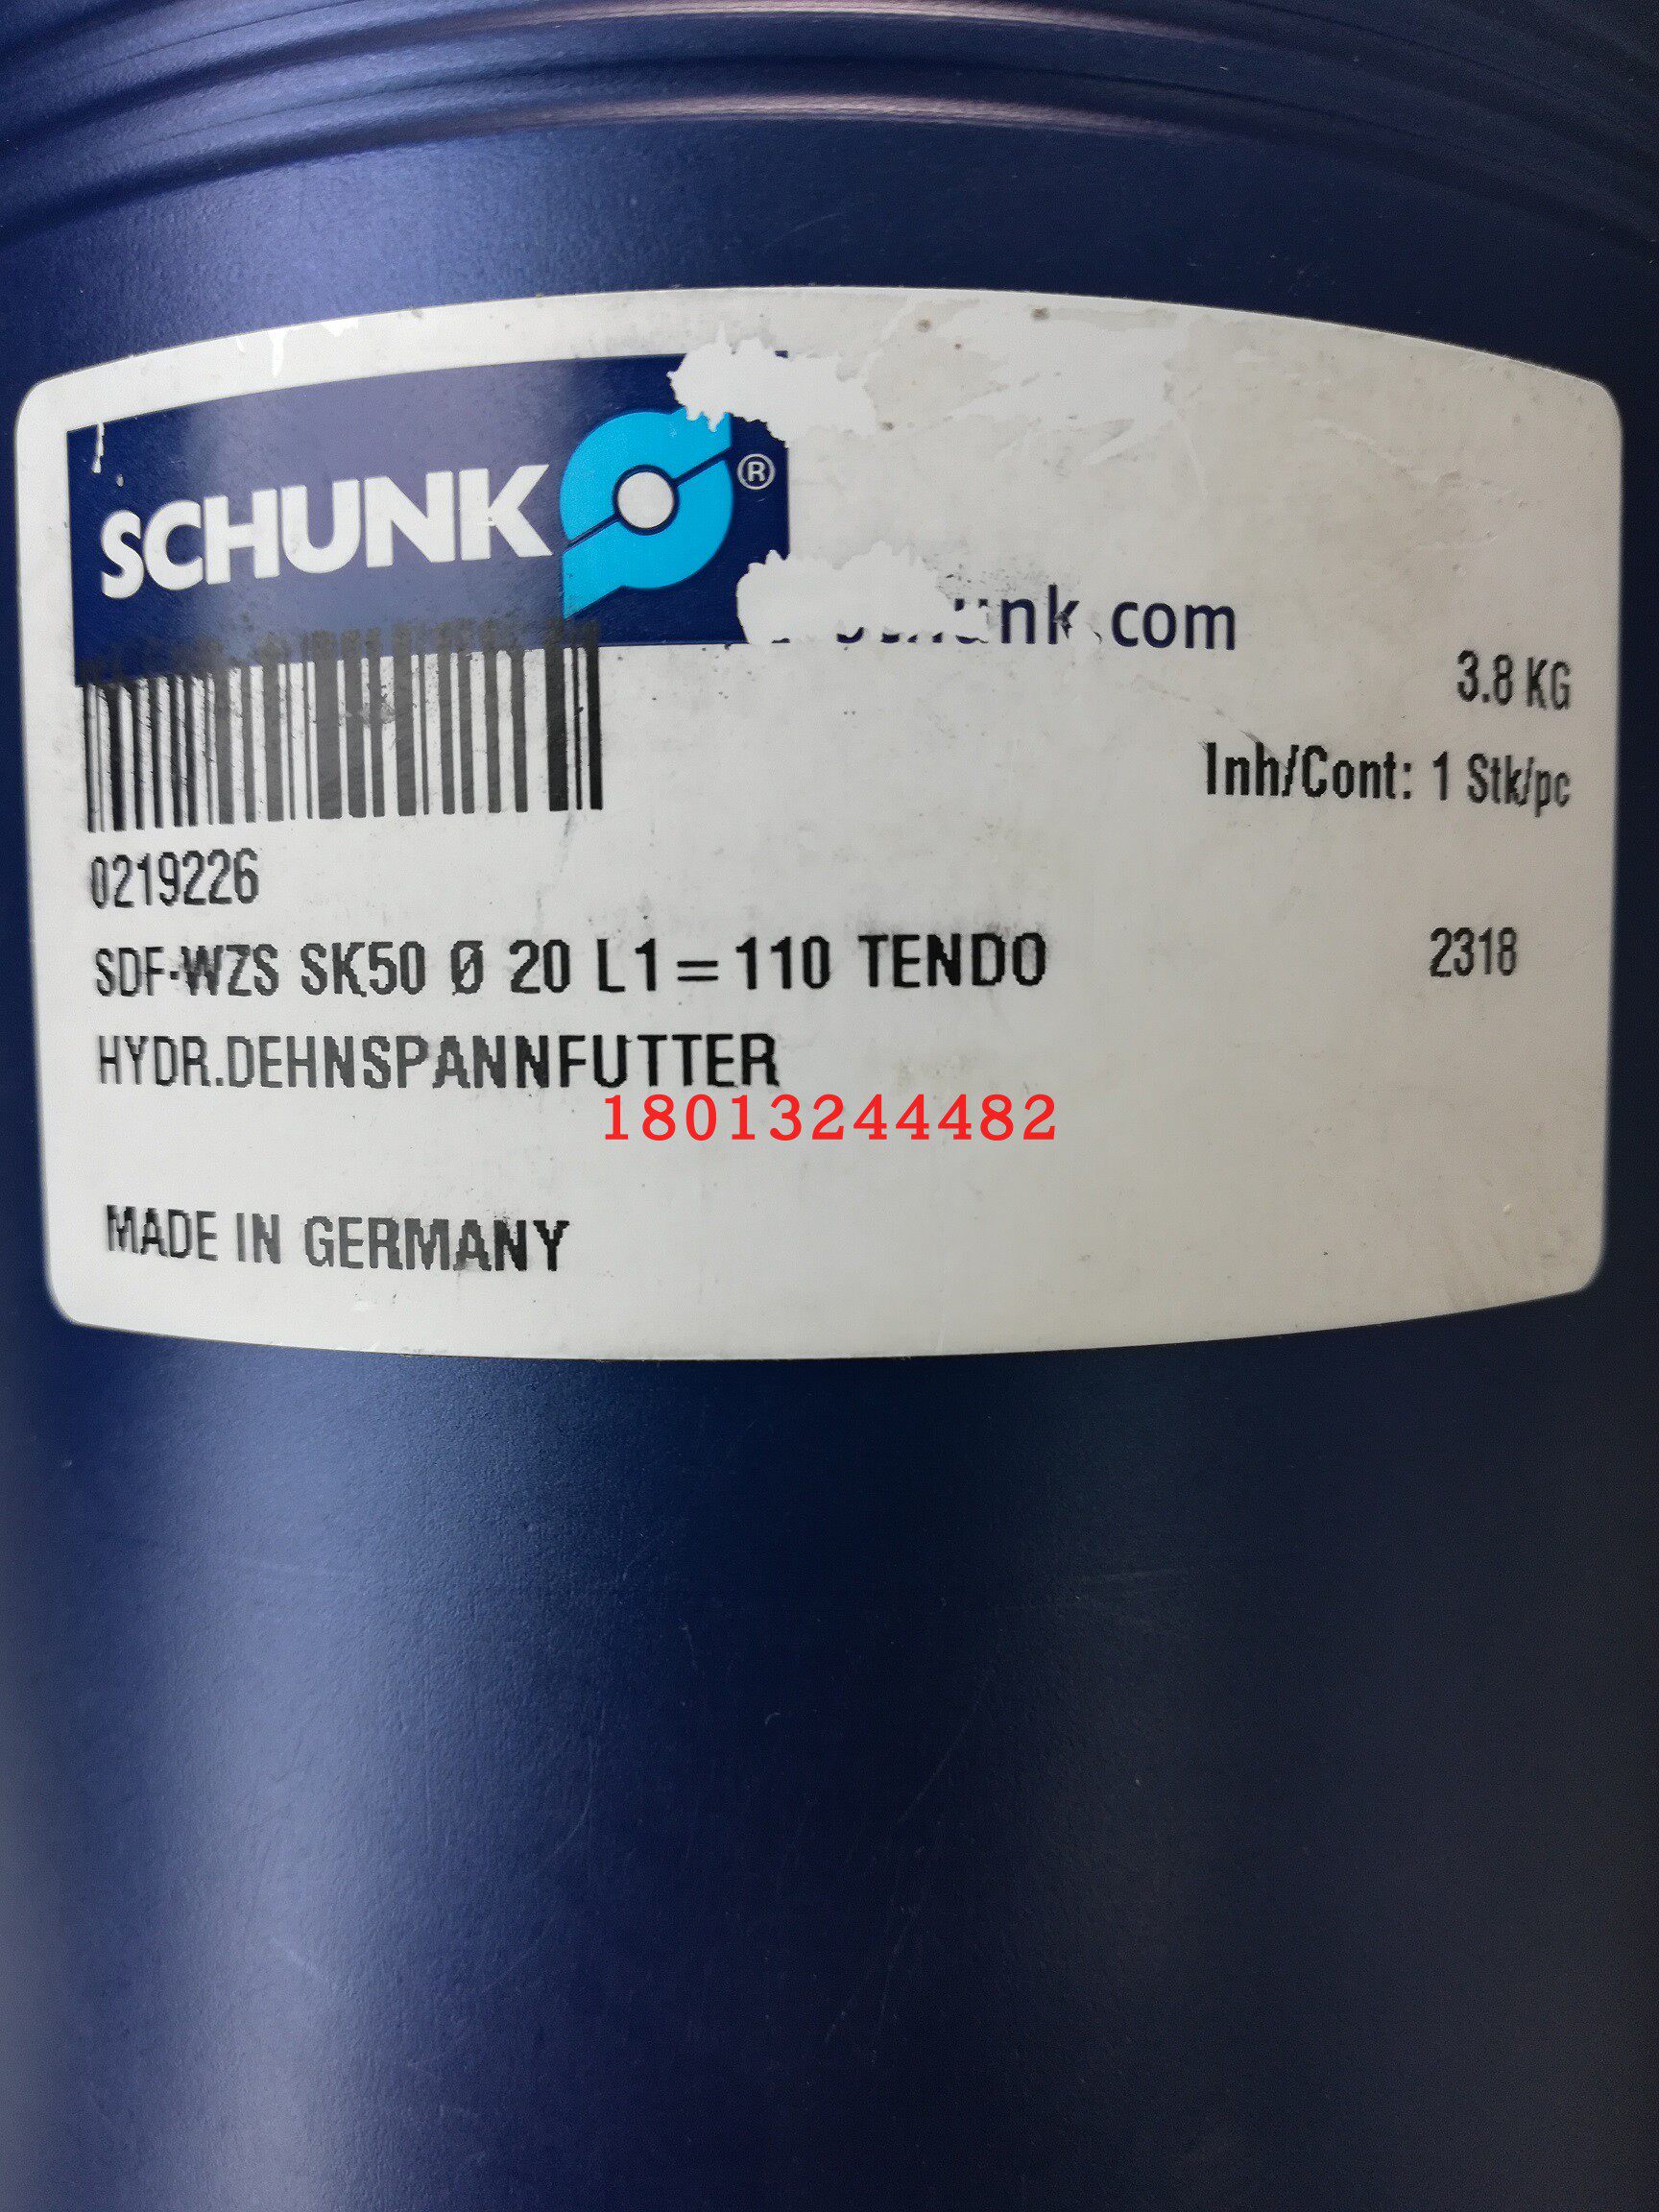 SCHUNK ®
schunk.com
3.8 KG
Inh/Cont: 1 Stk/pc
0219226
SDF-WZS SK50 Ø 20 L1=110 TENDO 2318
HYDR.DEHNSPANNFUTTER
18013244482
MADE IN GERMANY